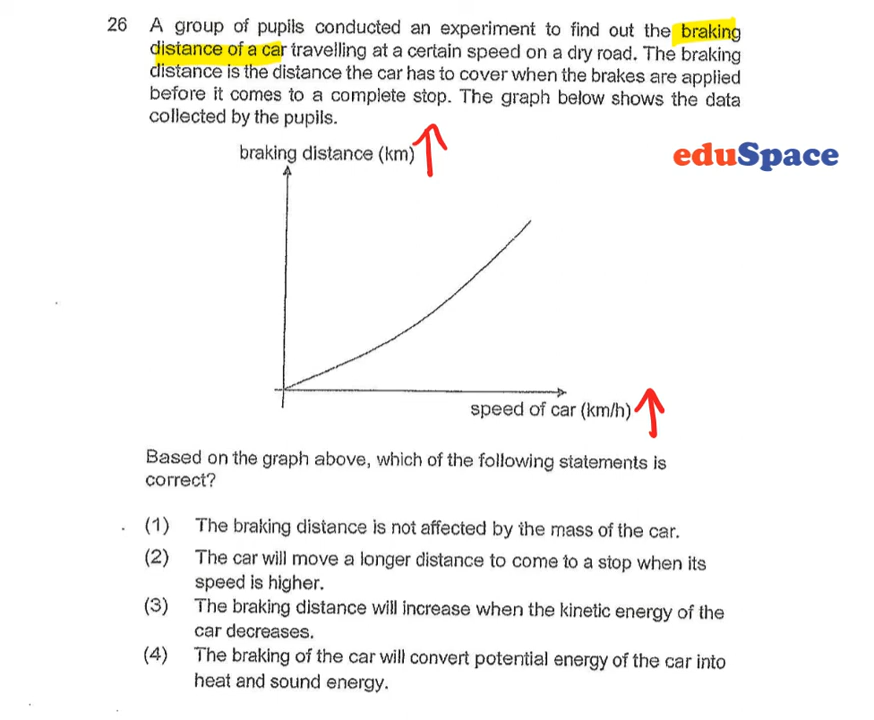 26 A group of pupils conducted an experiment to find out the braking
distance of a car travelling at a certain speed on a dry road. The braking
distance is the distance the car has to cover when the brakes are applied
before it comes to a complete stop. The graph below shows the data
collected by the pupils.
braking distance (km)
eduSpace
speed of car (km/h)
Based on the graph above, which of the following statements is
correct?
(1) The braking distance is not affected by the mass of the car.
(2) The car will move a longer distance to come to a stop when its
speed is higher.
(3) The braking distance will increase when the kinetic energy of the
car decreases.
(4) The braking of the car will convert potential energy of the car into
heat and sound energy.